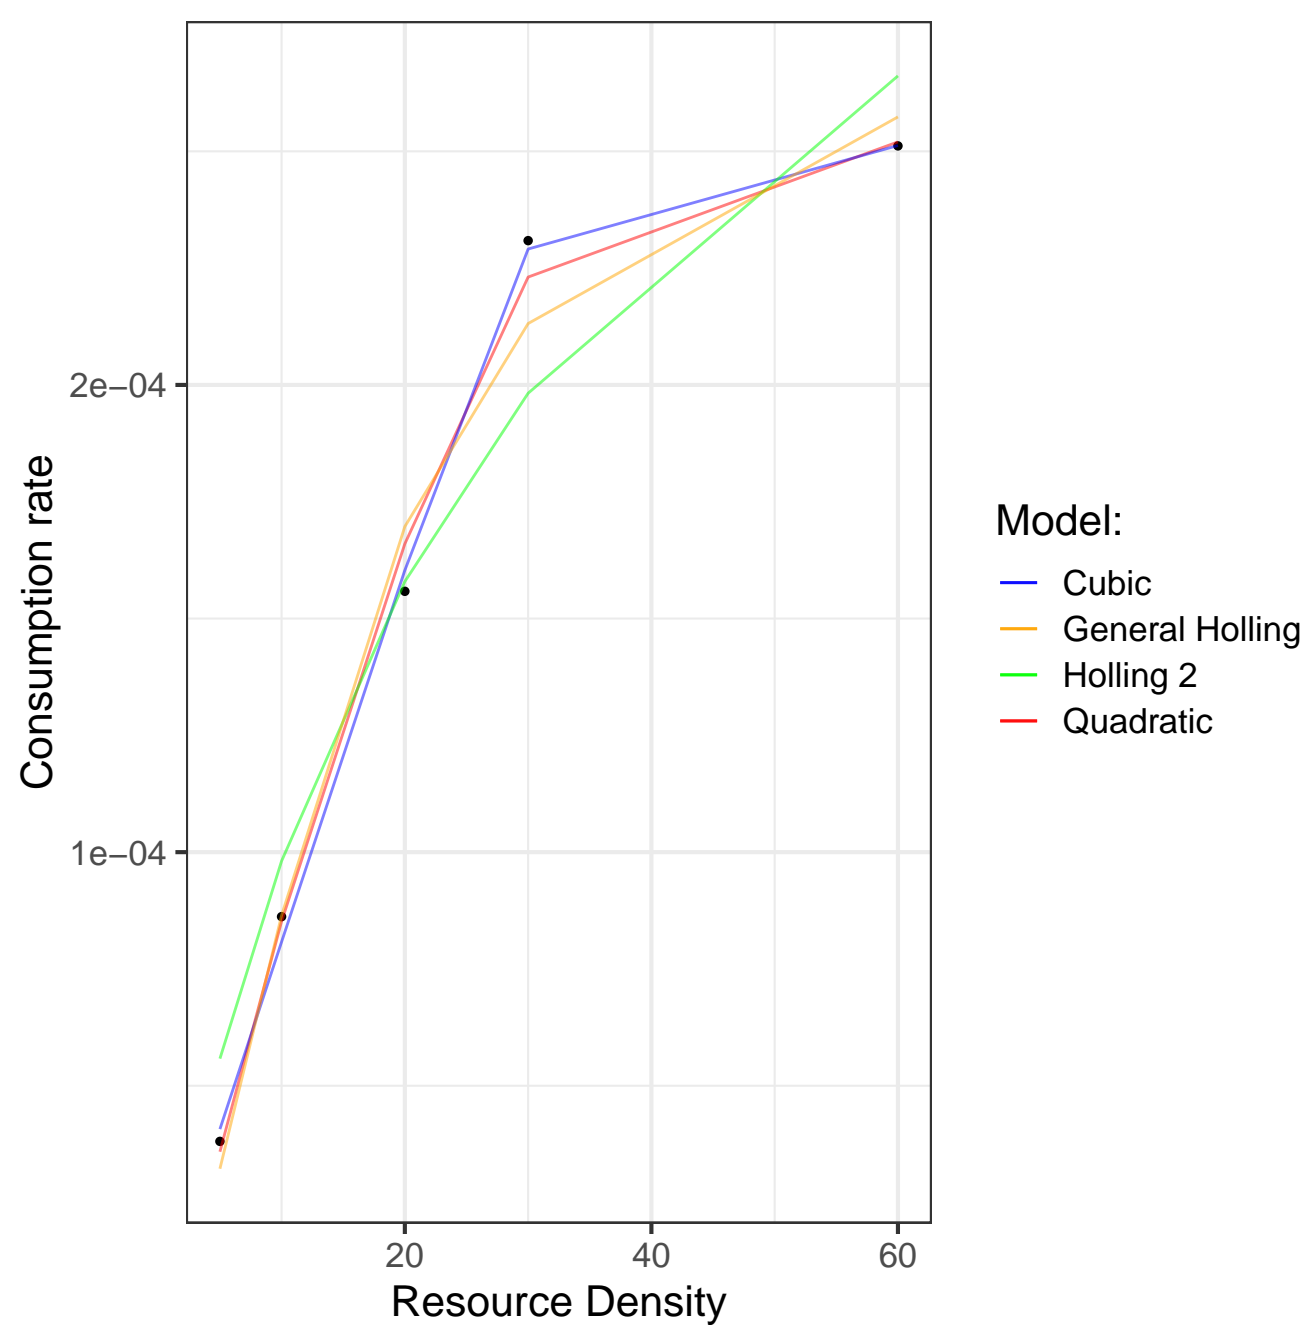 Consumption rate
2e−04
1e−04
20
40
60
Resource Density
Model:
Cubic
General Holling
Holling 2
Quadratic